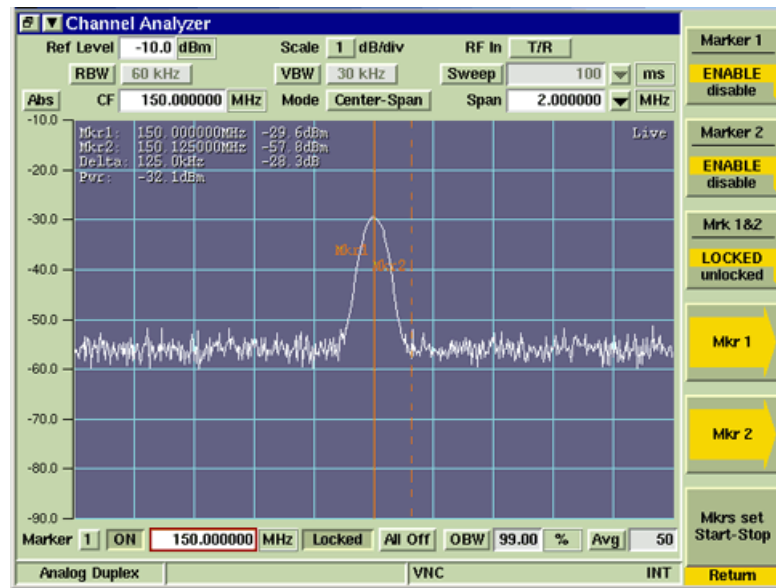 Channel Analyzer
Ref Level -10.0 dBm Scale 1 dB/div RF In T/R
RBW 60 kHz VBW 30 kHz Sweep 100 ms
Abs CF 150.000000 MHz Mode Center-Span Span 2.000000 MHz
-10.0
Mkr1: 150.000000MHz -29.6dBm Live
Mkr2: 150.125000MHz -57.8dBm
Delta: 125.0kHz -28.3dB
-20.0
Pwr: -32.1dBm
-30.0
Mkr1
Mkr2
-40.0
-50.0
-60.0
-70.0
-80.0
-90.0
Marker 1 ON 150.000000 MHz Locked All Off OBW 99.00 % Avg 50
Analog Duplex VNC INT
Marker 1
ENABLE
disable
Marker 2
ENABLE
disable
Mrk 1&2
LOCKED
unlocked
Mkr 1
Mkr 2
Mkrs set
Start-Stop
Return